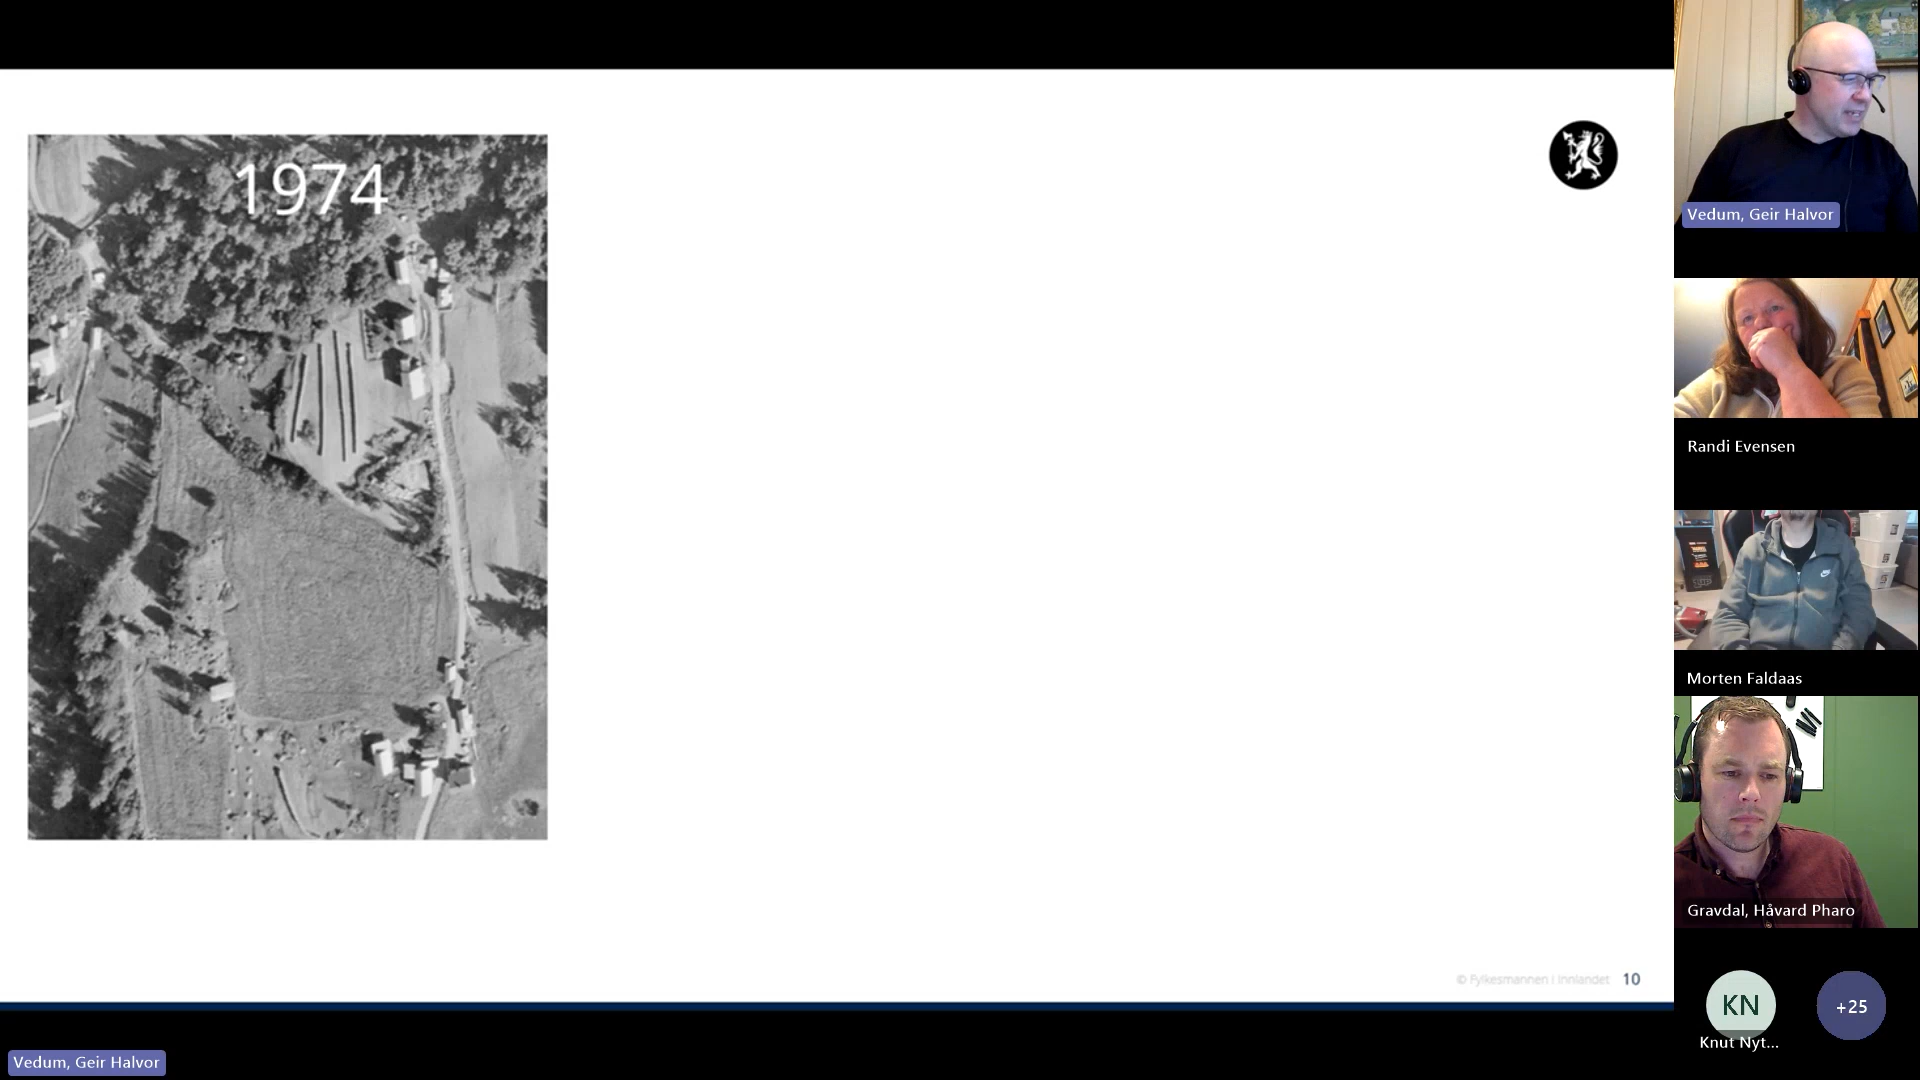 1974
© Fylkesmannen i Innlandet 10
Vedum, Geir Halvor
Vedum, Geir Halvor
Randi Evensen
Morten Faldaas
Gravdal, Håvard Pharo
KN
Knut Nyt...
+25